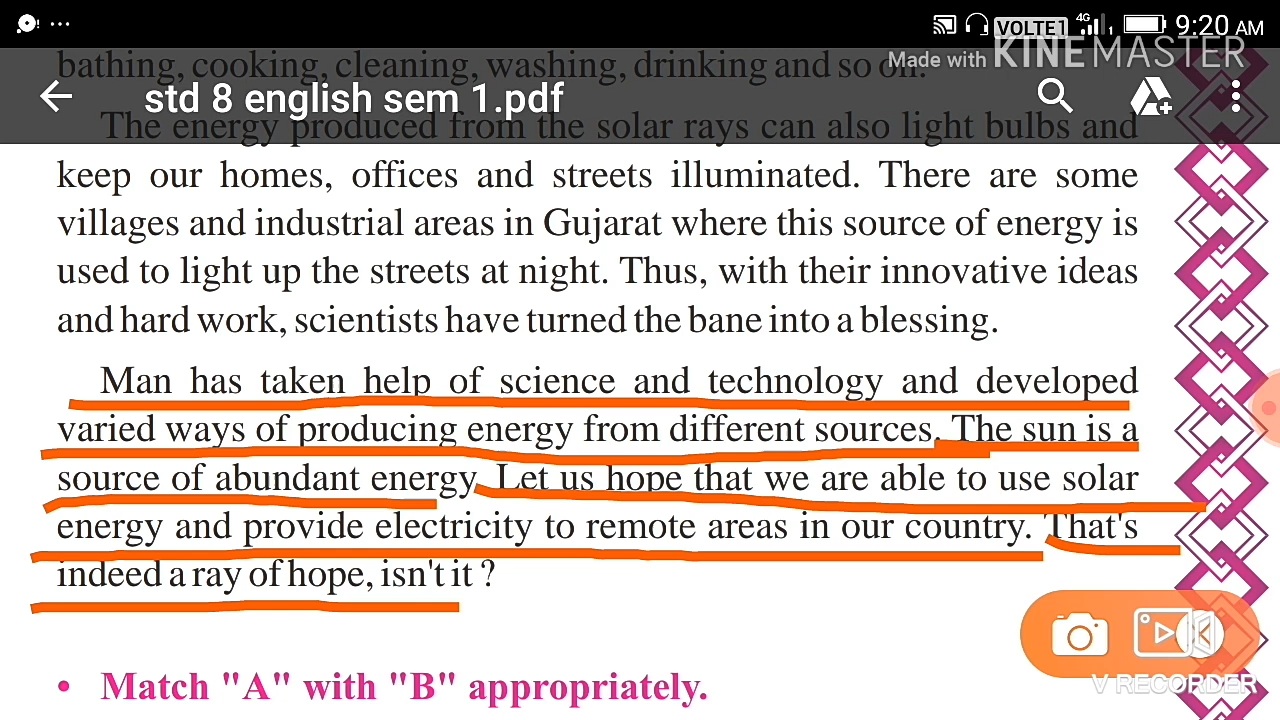 VOLTE1 4G 1 9:20 AM
Made with KINEMASTER
bathing, cooking, cleaning, washing, drinking and so on.
std 8 english sem 1.pdf
The energy produced from the solar rays can also light bulbs and
keep our homes, offices and streets illuminated. There are some
villages and industrial areas in Gujarat where this source of energy is
used to light up the streets at night. Thus, with their innovative ideas
and hard work, scientists have turned the bane into a blessing.
Man has taken help of science and technology and developed
varied ways of producing energy from different sources. The sun is a
source of abundant energy. Let us hope that we are able to use solar
energy and provide electricity to remote areas in our country. That's
indeed a ray of hope, isn't it ?
• Match "A" with "B" appropriately.
V RECORDER